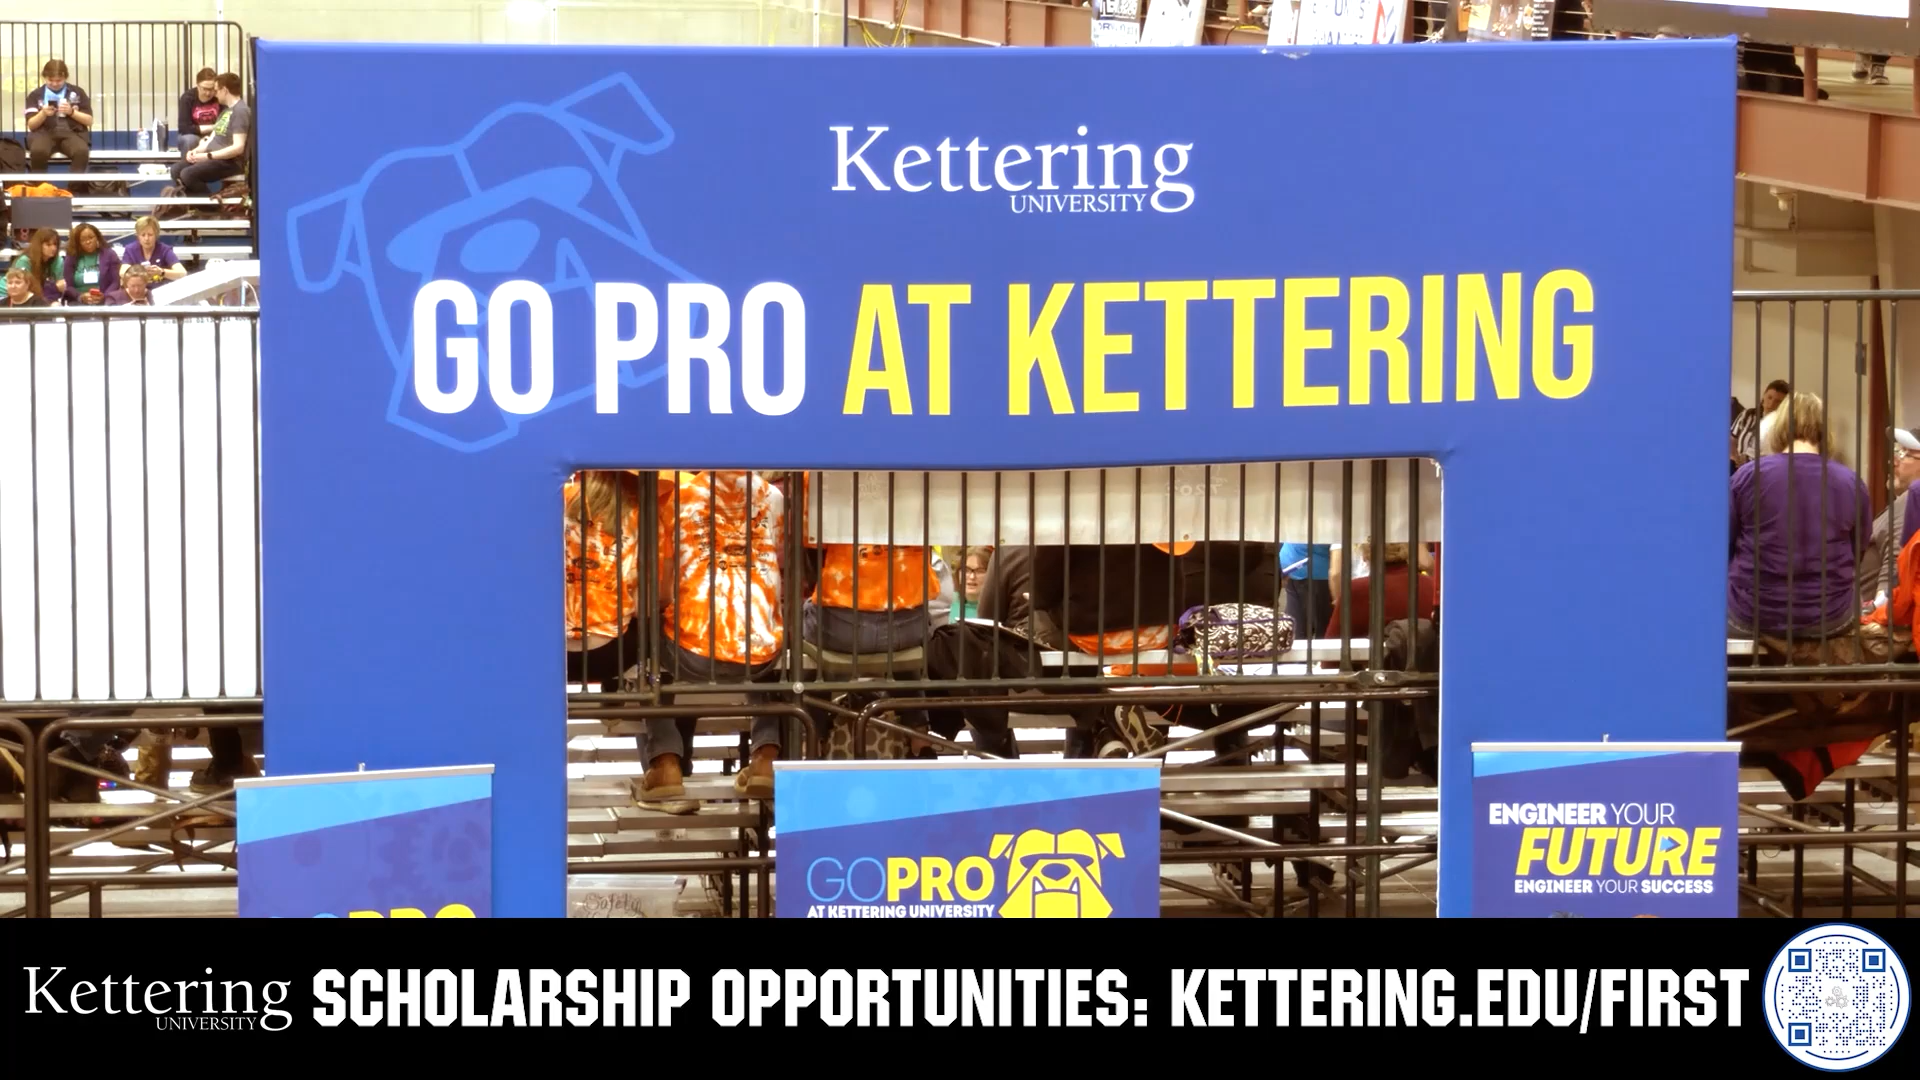 Kettering
UNIVERSITY
GO PRO AT KETTERING
ENGINEER YOUR
FUTURE
ENGINEER YOUR SUCCESS
GOPRO
AT KETTERING UNIVERSITY
Safety
Kettering
UNIVERSITY
SCHOLARSHIP OPPORTUNITIES: KETTERING.EDU/FIRST